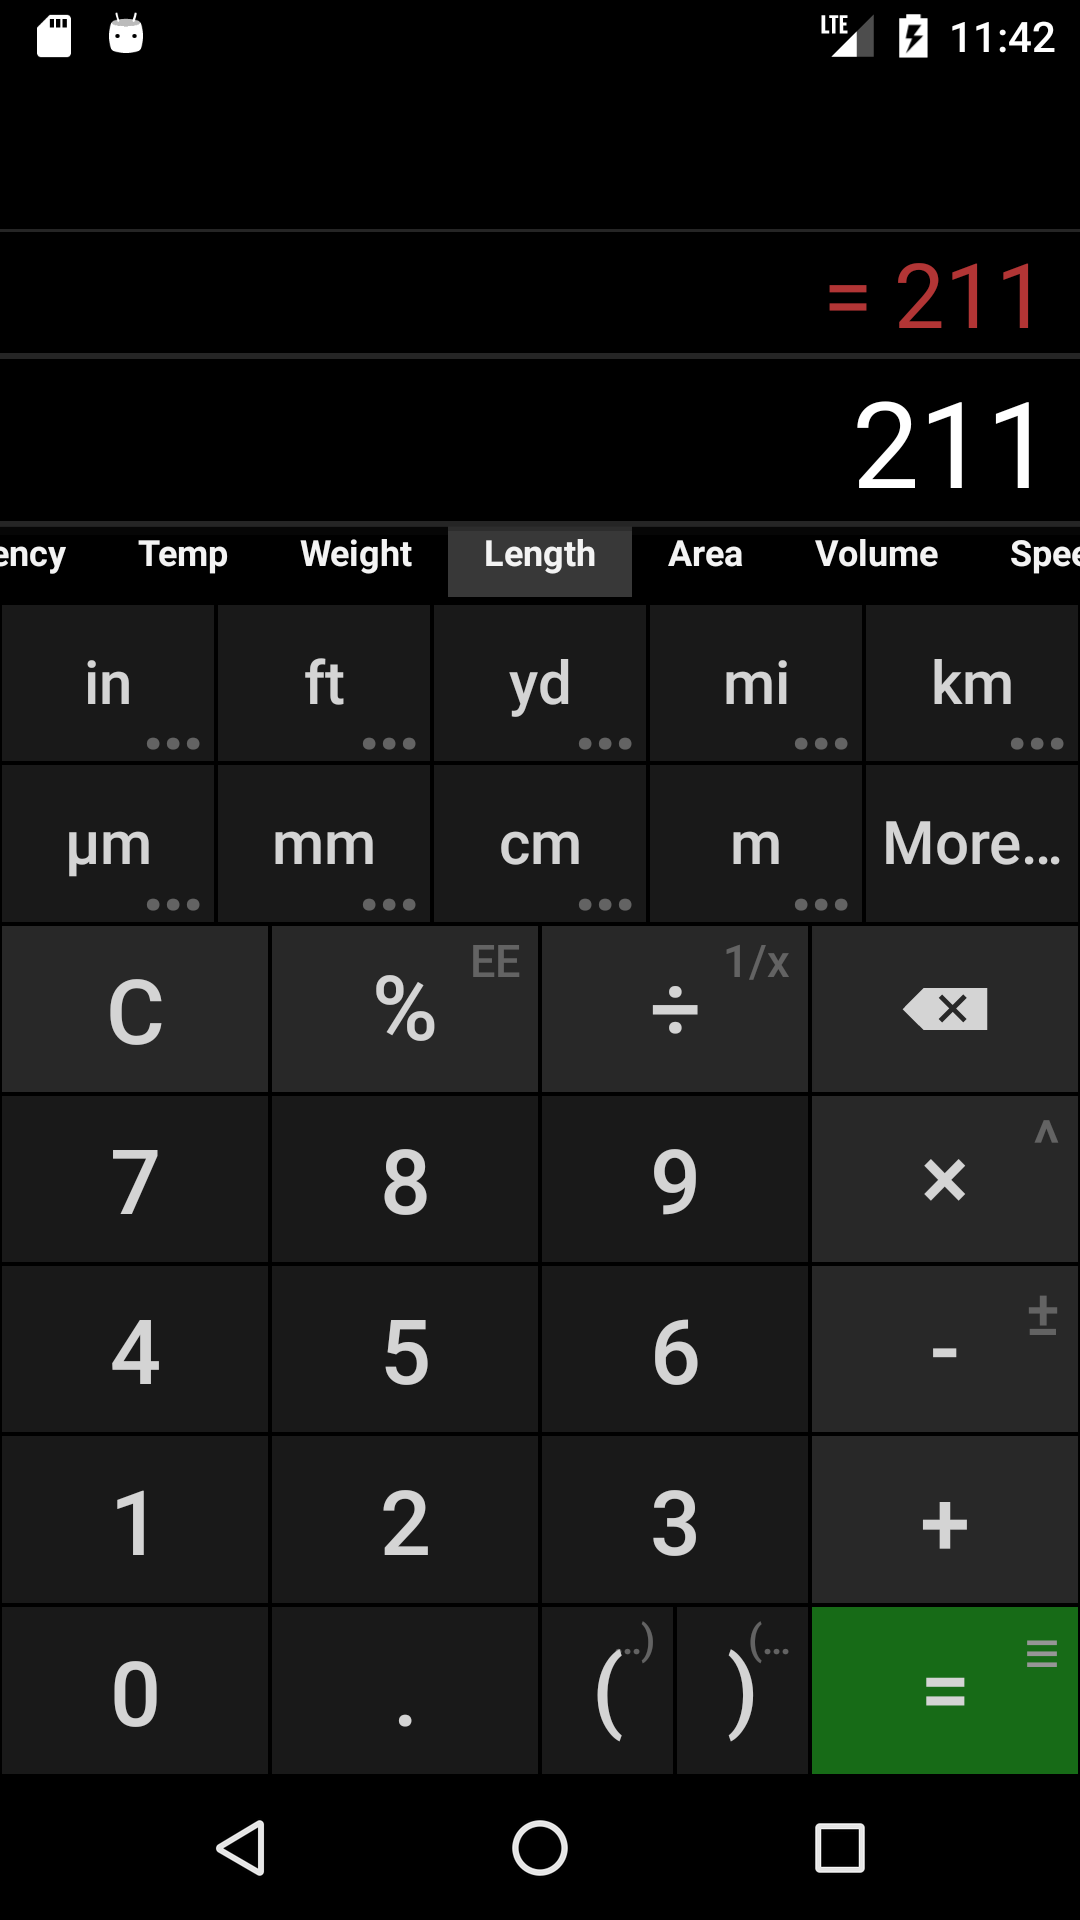 LTE 11:42
= 211
211
ency Temp Weight Length Area Volume Spee
in ft yd mi km
µm mm cm m More...
C % EE ÷ 1/x
7 8 9 × ^
4 5 6 - ±
1 2 3 +
0 . ( ..) ) (... =